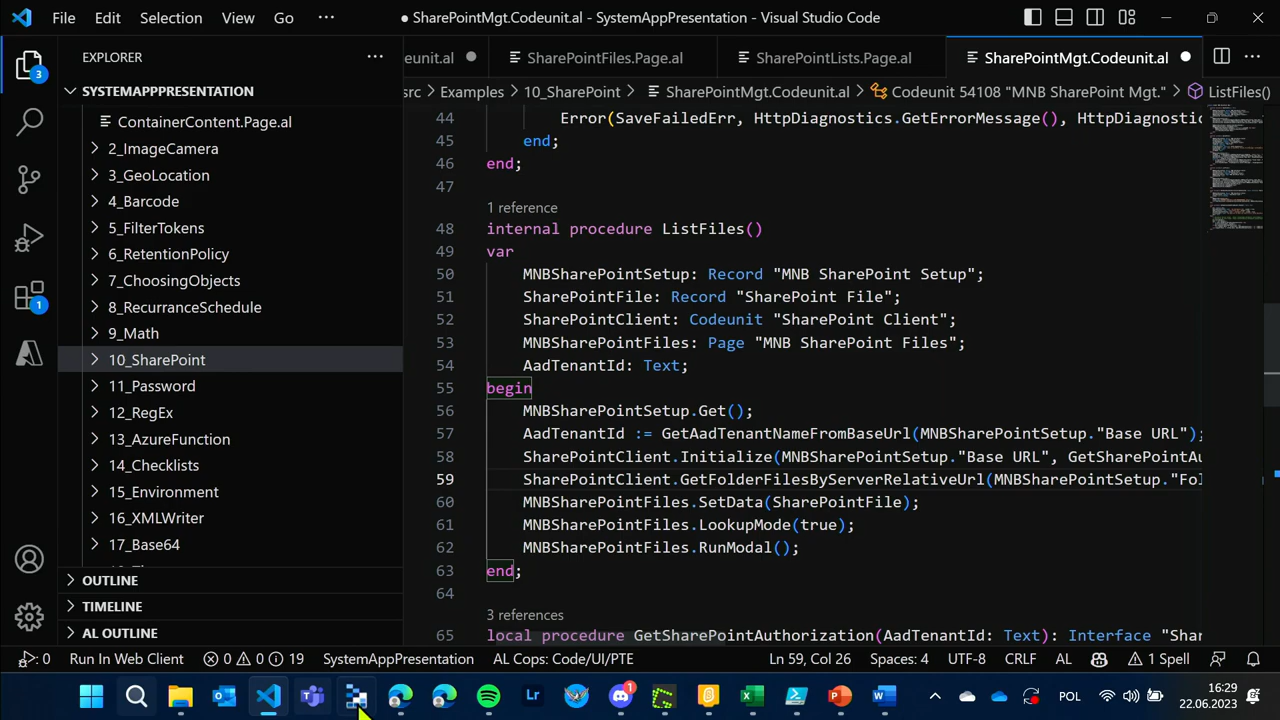 File Edit Selection View Go ··· ● SharePointMgt.Codeunit.al - SystemAppPresentation - Visual Studio Code
EXPLORER ···
eunit.al SharePointFiles.Page.al SharePointLists.Page.al SharePointMgt.Codeunit.al ···
src > Examples > 10_SharePoint > SharePointMgt.Codeunit.al > Codeunit 54108 "MNB SharePoint Mgt." > ListFiles()
3
SYSTEMAPPPRESENTATION
ContainerContent.Page.al
2_ImageCamera
3_GeoLocation
4_Barcode
5_FilterTokens
6_RetentionPolicy
7_ChoosingObjects
8_RecurranceSchedule
1
9_Math
10_SharePoint
11_Password
12_RegEx
13_AzureFunction
14_Checklists
15_Environment
16_XMLWriter
17_Base64
OUTLINE
TIMELINE
AL OUTLINE
44 Error(SaveFailedErr, HttpDiagnostics.GetErrorMessage(), HttpDiagnostic
45 end;
46 end;
47
1 reference
48 internal procedure ListFiles()
49 var
50 MNBSharePointSetup: Record "MNB SharePoint Setup";
51 SharePointFile: Record "SharePoint File";
52 SharePointClient: Codeunit "SharePoint Client";
53 MNBSharePointFiles: Page "MNB SharePoint Files";
54 AadTenantId: Text;
55 begin
56 MNBSharePointSetup.Get();
57 AadTenantId := GetAadTenantNameFromBaseUrl(MNBSharePointSetup."Base URL");
58 SharePointClient.Initialize(MNBSharePointSetup."Base URL", GetSharePointAu
59 SharePointClient.GetFolderFilesByServerRelativeUrl(MNBSharePointSetup."Fol
60 MNBSharePointFiles.SetData(SharePointFile);
61 MNBSharePointFiles.LookupMode(true);
62 MNBSharePointFiles.RunModal();
63 end;
64
3 references
65 local procedure GetSharePointAuthorization(AadTenantId: Text): Interface "Shar
: 0 Run In Web Client 0 0 19 SystemAppPresentation AL Cops: Code/UI/PTE Ln 59, Col 26 Spaces: 4 UTF-8 CRLF AL 1 Spell
Lr 1 POL 16:29
22.06.2023